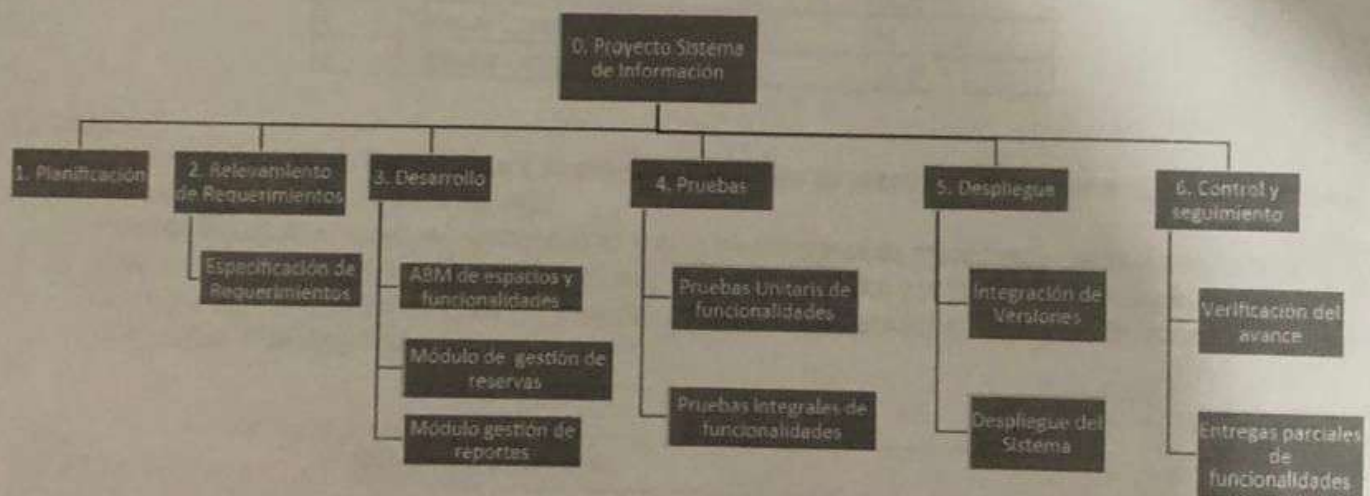 0. Proyecto Sistema
de Información
1. Planificación
2. Relevamiento
de Requerimientos
3. Desarrollo
4. Pruebas
5. Despliegue
6. Control y
seguimiento
Especificación de
Requerimientos
ABM de espacios y
funcionalidades
Módulo de gestión de
reservas
Módulo gestión de
reportes
Pruebas Unitaris de
funcionalidades
Pruebas Integrales de
funcionalidades
Integración de
Versiones
Despliegue del
Sistema
Verificación del
avance
Entregas parciales
de
funcionalidades